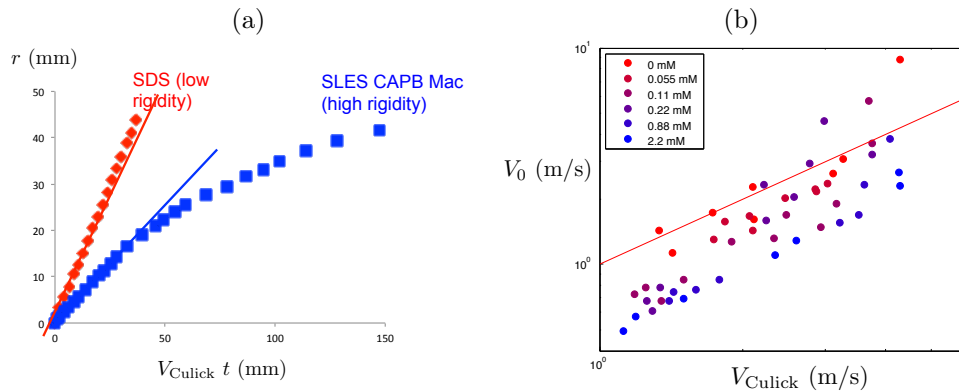 (a)
r (mm)
SDS (low
rigidity)
SLES CAPB Mac
(high rigidity)
50
40
30
20
10
0
0
50
100
150
V_Culick t (mm)
(b)
10^1
0 mM
0.055 mM
0.11 mM
0.22 mM
0.88 mM
2.2 mM
V_0 (m/s)
10^0
10^0
V_Culick (m/s)